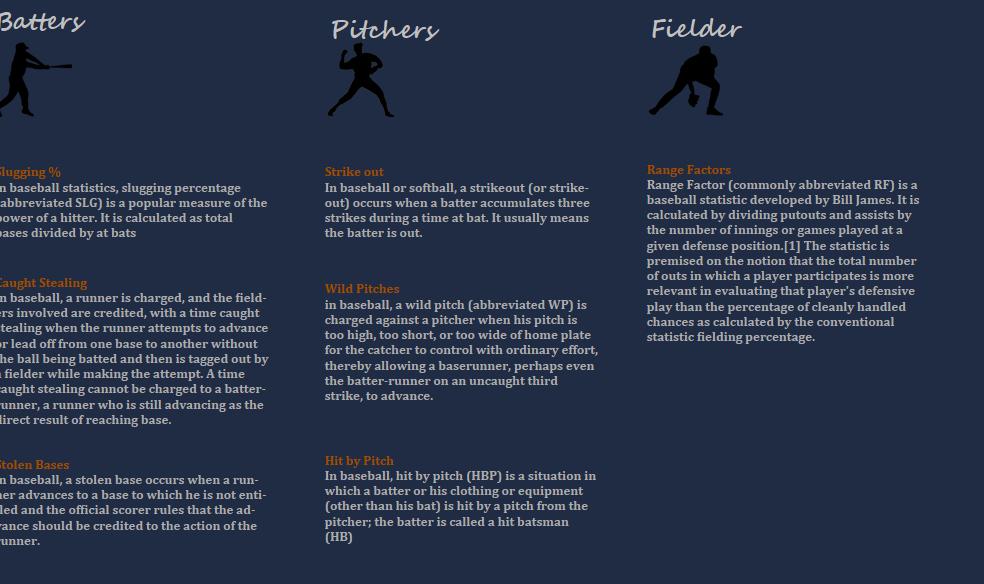 Batters
Slugging %
n baseball statistics, slugging percentage
abbreviated SLG) is a popular measure of the
power of a hitter. It is calculated as total
bases divided by at bats
Caught Stealing
n baseball, a runner is charged, and the field-
ers involved are credited, with a time caught
stealing when the runner attempts to advance
or lead off from one base to another without
the ball being batted and then is tagged out by
a fielder while making the attempt. A time
caught stealing cannot be charged to a batter-
runner, a runner who is still advancing as the
direct result of reaching base.
Stolen Bases
n baseball, a stolen base occurs when a run-
ner advances to a base to which he is not enti-
led and the official scorer rules that the ad-
vance should be credited to the action of the
runner.
Pitchers
Strike out
In baseball or softball, a strikeout (or strike-
out) occurs when a batter accumulates three
strikes during a time at bat. It usually means
the batter is out.
Wild Pitches
in baseball, a wild pitch (abbreviated WP) is
charged against a pitcher when his pitch is
too high, too short, or too wide of home plate
for the catcher to control with ordinary effort,
thereby allowing a baserunner, perhaps even
the batter-runner on an uncaught third
strike, to advance.
Hit by Pitch
In baseball, hit by pitch (HBP) is a situation in
which a batter or his clothing or equipment
(other than his bat) is hit by a pitch from the
pitcher; the batter is called a hit batsman
(HB)
Fielder
Range Factors
Range Factor (commonly abbreviated RF) is a
baseball statistic developed by Bill James. It is
calculated by dividing putouts and assists by
the number of innings or games played at a
given defense position.[1] The statistic is
premised on the notion that the total number
of outs in which a player participates is more
relevant in evaluating that player's defensive
play than the percentage of cleanly handled
chances as calculated by the conventional
statistic fielding percentage.